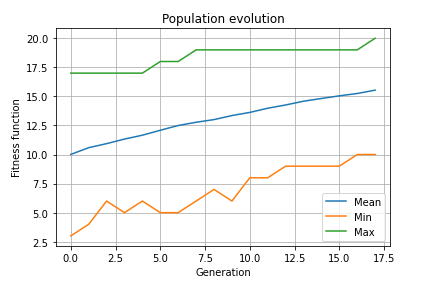 Population evolution
20.0
17.5
15.0
12.5
10.0
7.5
5.0
2.5
Fitness function
Mean
Min
Max
0.0 2.5 5.0 7.5 10.0 12.5 15.0 17.5
Generation